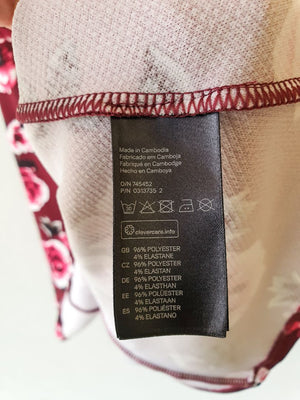 Made in Cambodia
Fabricado em Camboja
Fabriqué en Cambodge
Hecho en Camboya
O/N 745452
P/N 0313735 2
clevercare.info
GB 96% POLYESTER
4% ELASTANE
CZ 96% POLYESTER
4% ELASTAN
DE 96% POLYESTER
4% ELASTHAN
EE 96% POLÜESTER
4% ELASTAAN
ES 96% POLIÉSTER
4% ELASTANO